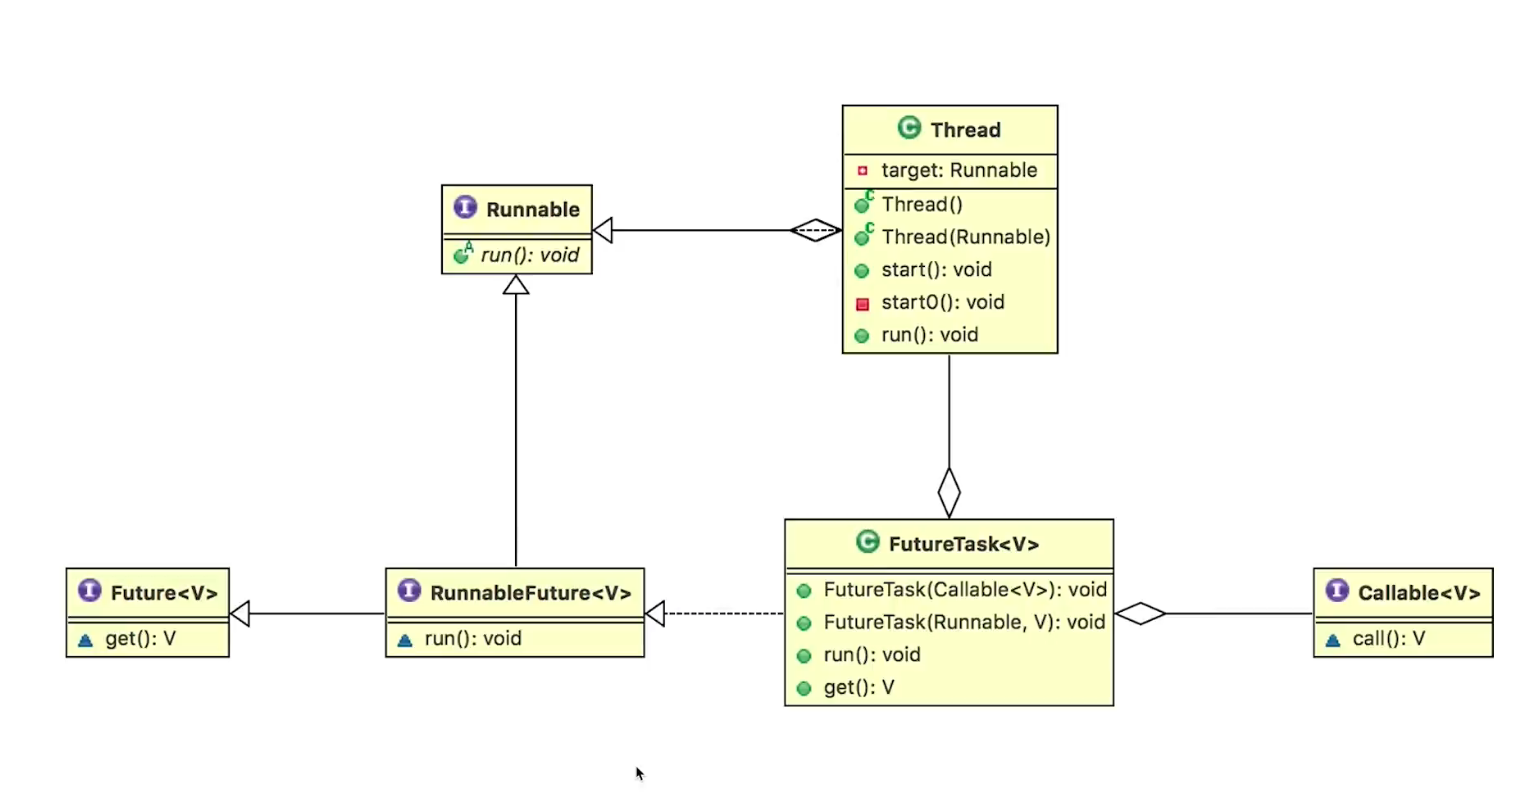 C Thread
target: Runnable
C Thread()
C Thread(Runnable)
start(): void
start0(): void
run(): void
I Runnable
A run(): void
I Future<V>
get(): V
I RunnableFuture<V>
run(): void
C FutureTask<V>
FutureTask(Callable<V>): void
FutureTask(Runnable, V): void
run(): void
get(): V
I Callable<V>
call(): V